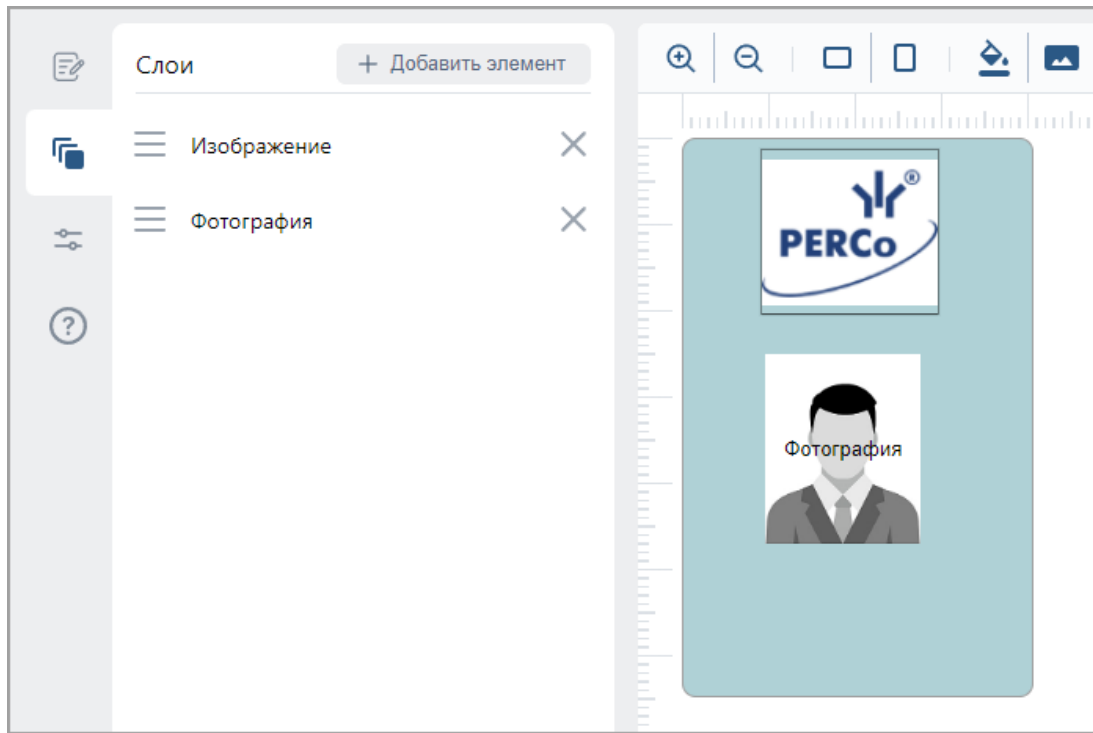 Слои
+ Добавить элемент
Изображение
Фотография
?
®
PERCo
Фотография